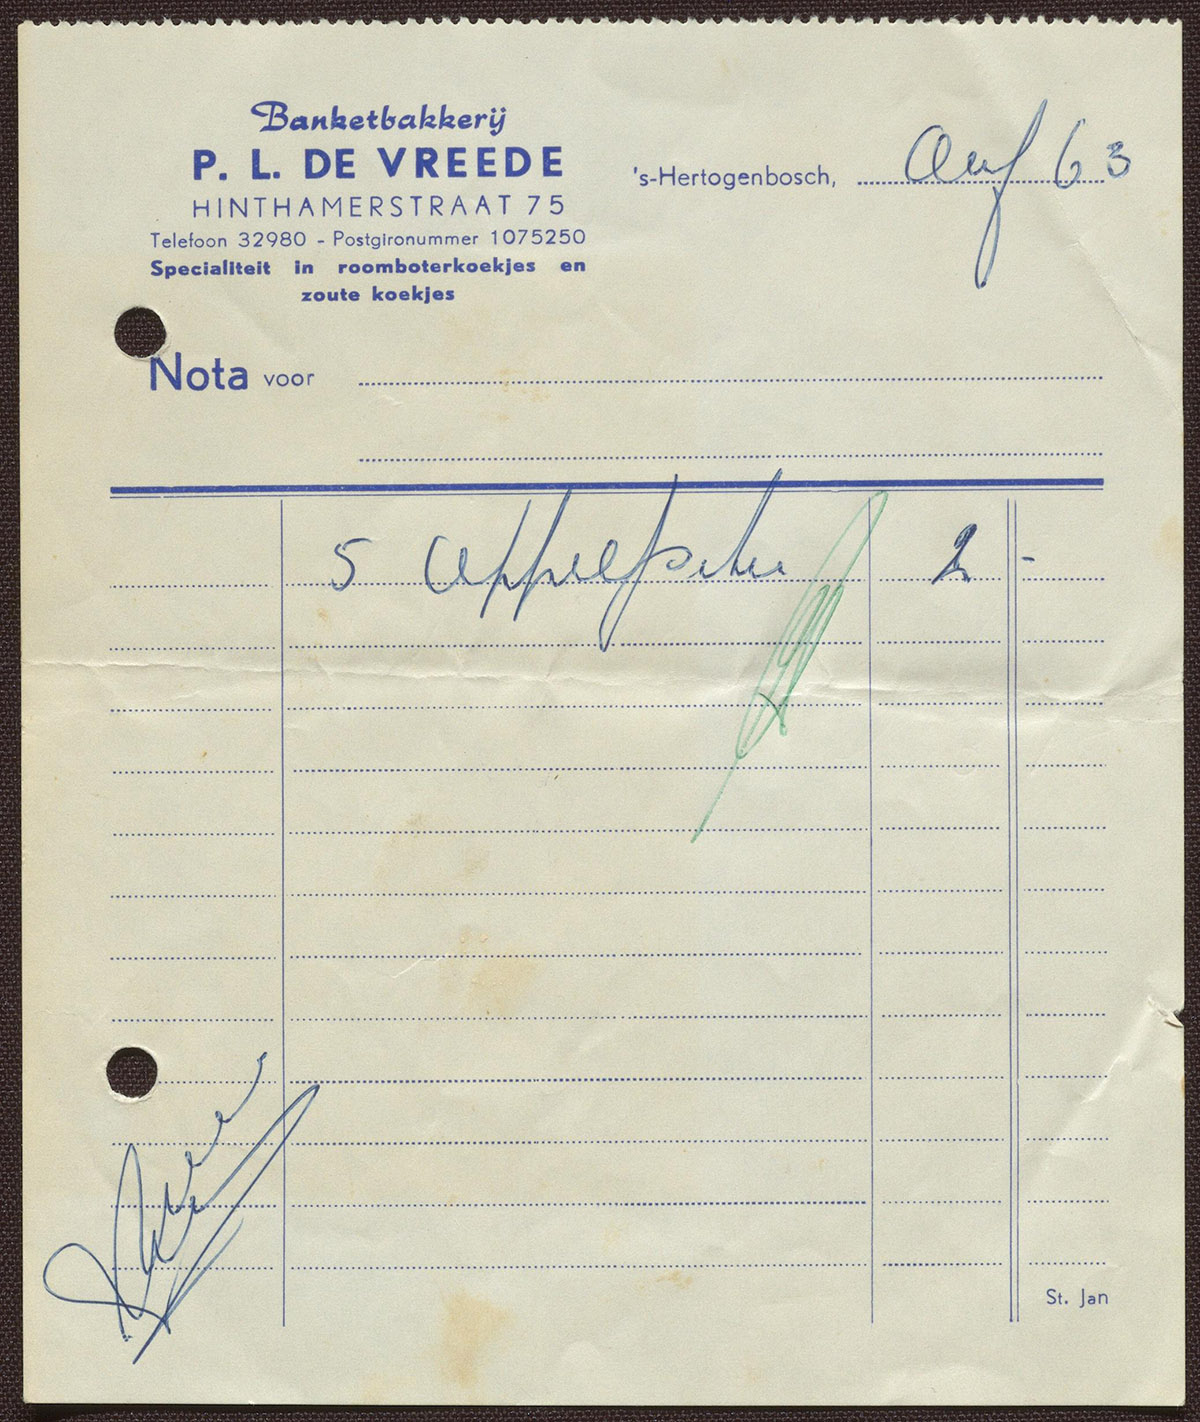 Banketbakkerij
P. L. DE VREEDE
HINTHAMERSTRAAT 75
Telefoon 32980 - Postgironummer 1075250
Specialiteit in roomboterkoekjes en
zoute koekjes
's-Hertogenbosch, 63
Nota voor
5 2 -
St. Jan